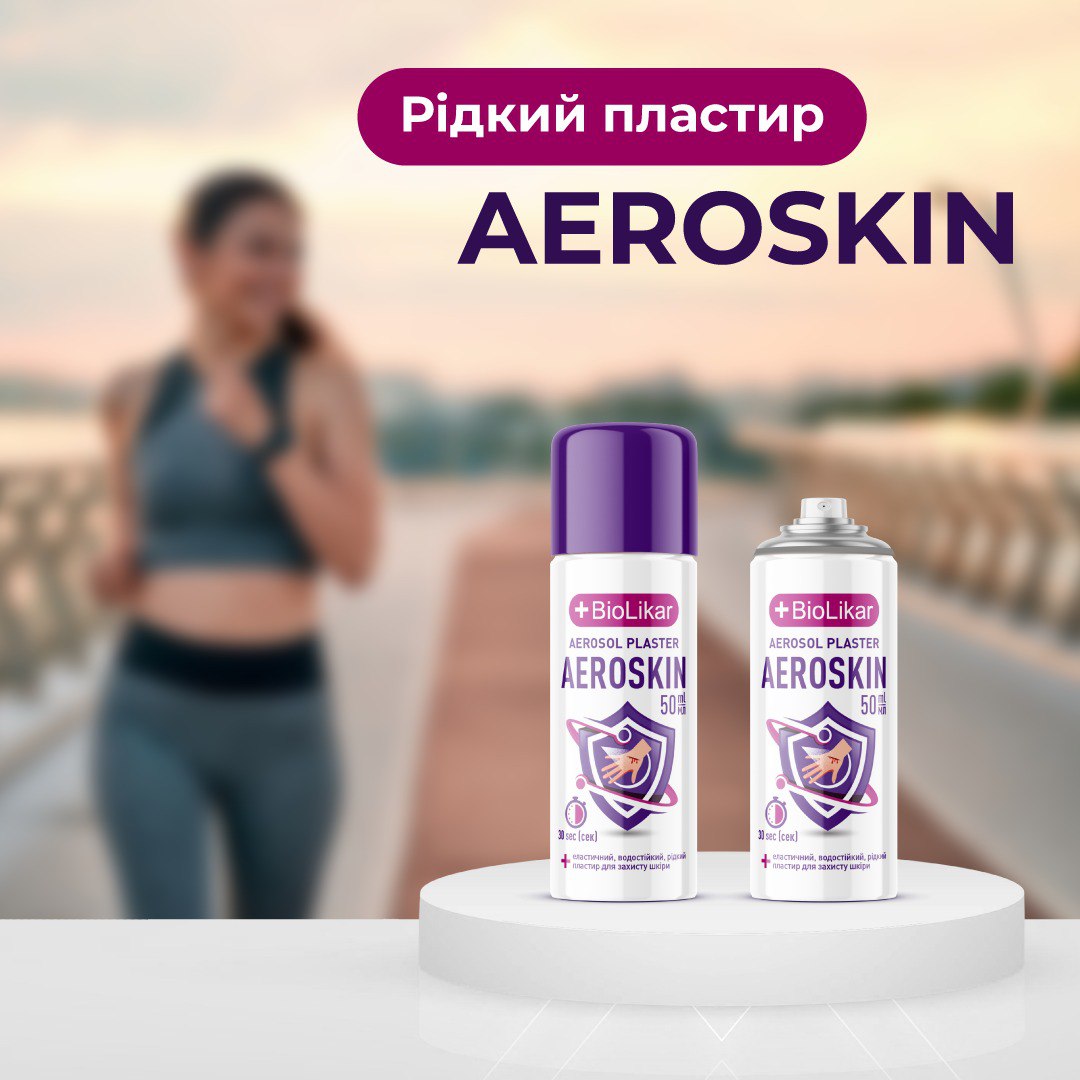 Рідкий пластир
AEROSKIN
+BioLikar
AEROSOL PLASTER
AEROSKIN
50 mL
мл
30 sec (сек)
+ еластичний, водостійкий, рідкий
пластир для захисту шкіри
+BioLikar
AEROSOL PLASTER
AEROSKIN
50 mL
мл
30 sec (сек)
+ еластичний, водостійкий, рідкий
пластир для захисту шкіри